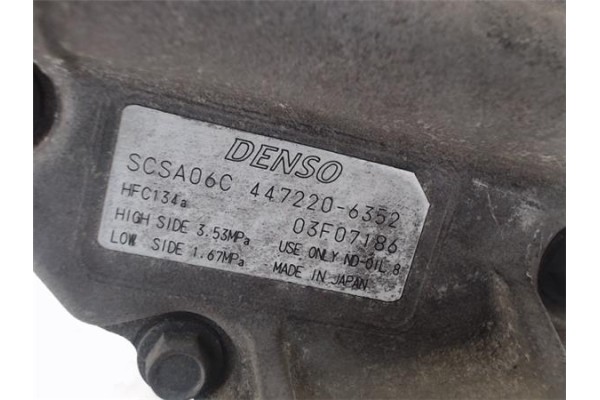 DENSO
SCSA06C 447220-6352
HFC134a 03F07186
HIGH SIDE 3.53MPa USE ONLY ND-OIL 8
LOW SIDE 1.67MPa MADE IN JAPAN